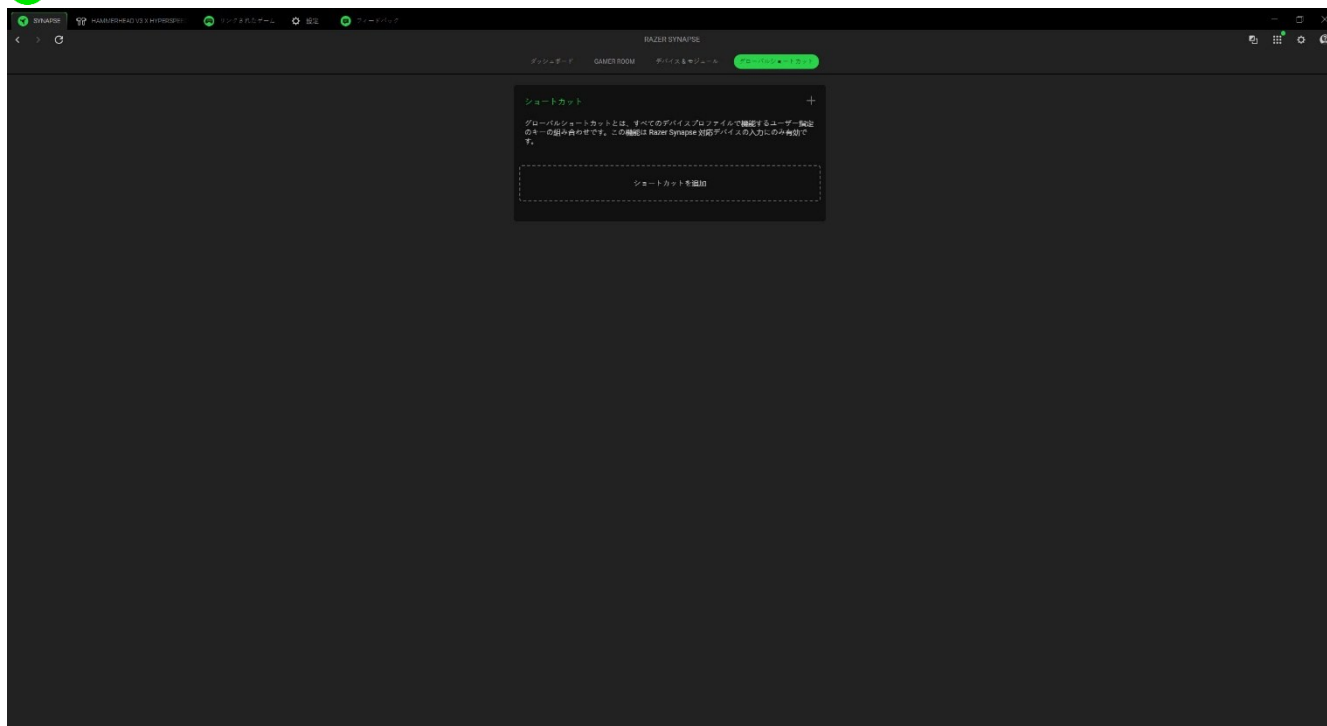 SYNAPSE
HAMMERHEAD V3 X HYPERSPEED
リンクされたゲーム
設定
フィードバック
RAZER SYNAPSE
ダッシュボード
GAMER ROOM
デバイス & モジュール
グローバルショートカット
ショートカット
グローバルショートカットとは、すべてのデバイスプロファイルで機能するユーザー指定
のキーの組み合わせです。この機能は Razer Synapse 対応デバイスの入力にのみ有効で
す。
ショートカットを追加